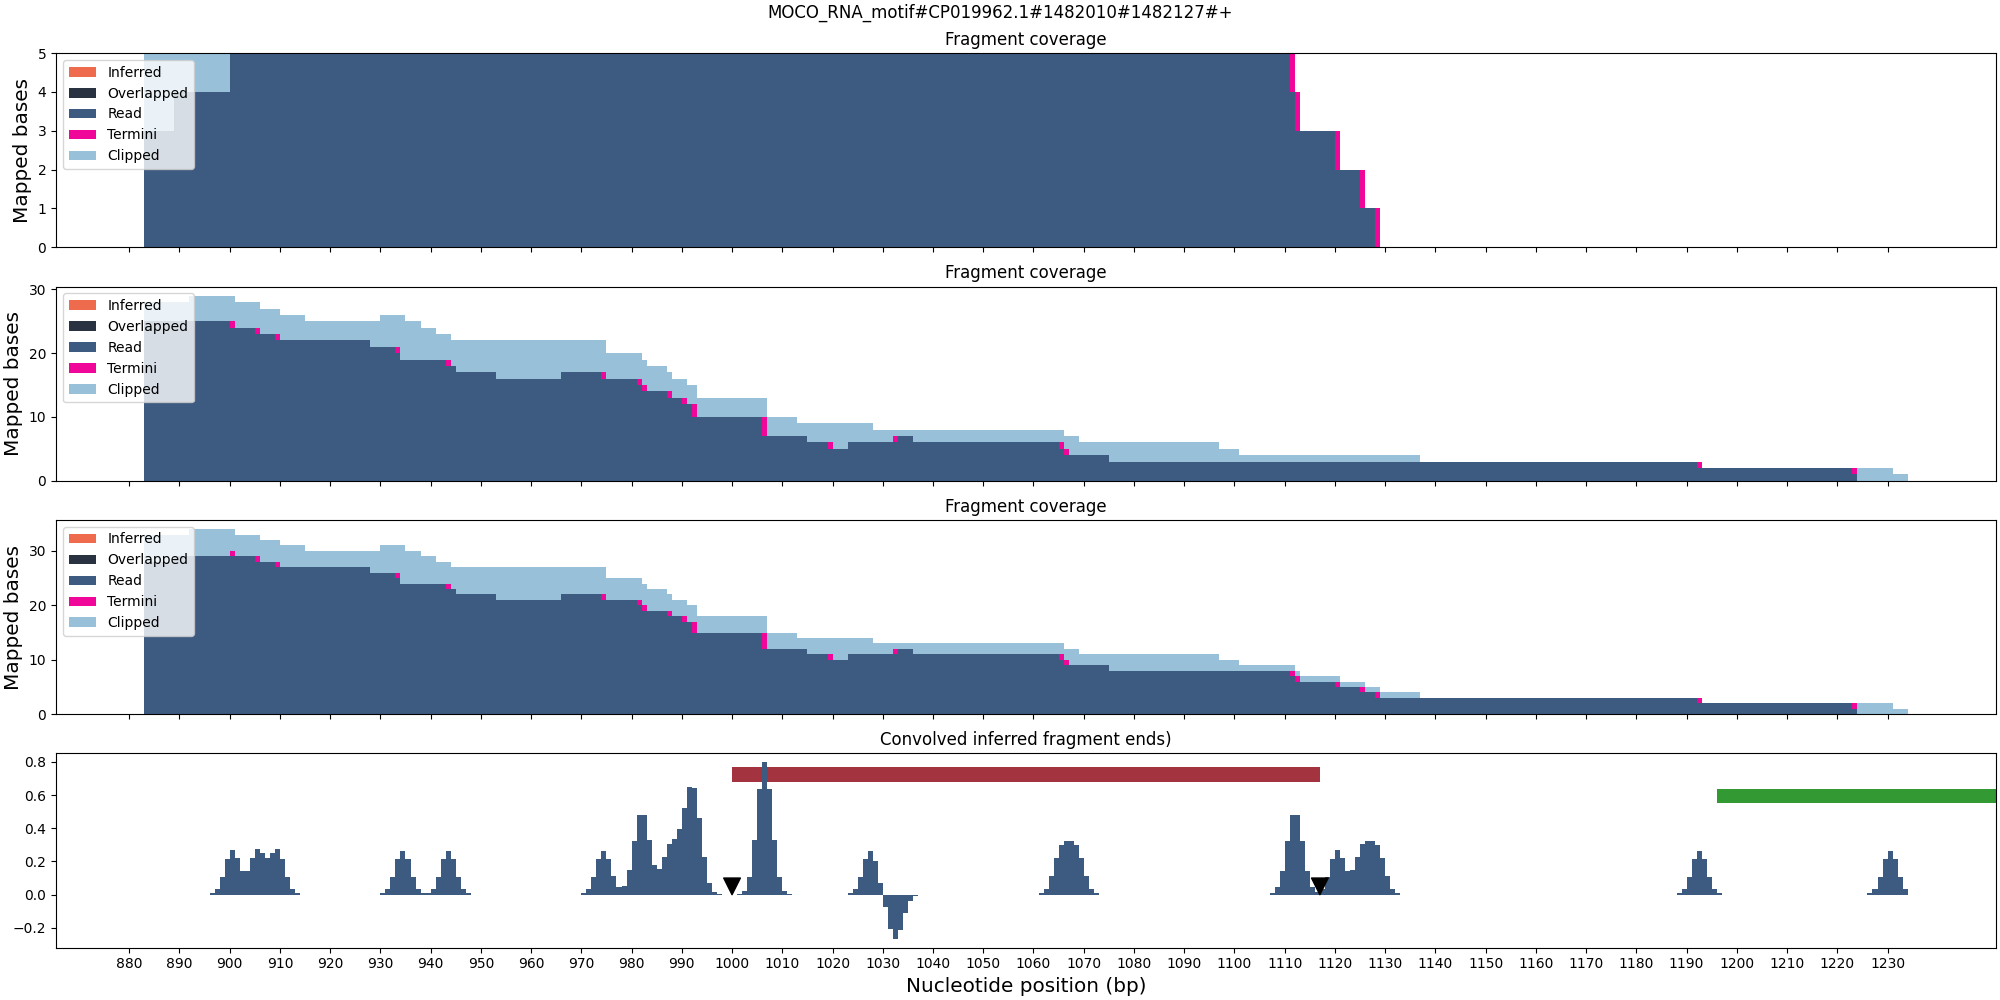 MOCO_RNA_motif#CP019962.1#1482010#1482127#+
Fragment coverage
Mapped bases
5
4
3
2
1
0
Inferred
Overlapped
Read
Termini
Clipped
Fragment coverage
Mapped bases
30
20
10
0
Inferred
Overlapped
Read
Termini
Clipped
Fragment coverage
Mapped bases
30
20
10
0
Inferred
Overlapped
Read
Termini
Clipped
Convolved inferred fragment ends)
0.8
0.6
0.4
0.2
0.0
−0.2
880 890 900 910 920 930 940 950 960 970 980 990 1000 1010 1020 1030 1040 1050 1060 1070 1080 1090 1100 1110 1120 1130 1140 1150 1160 1170 1180 1190 1200 1210 1220 1230
Nucleotide position (bp)